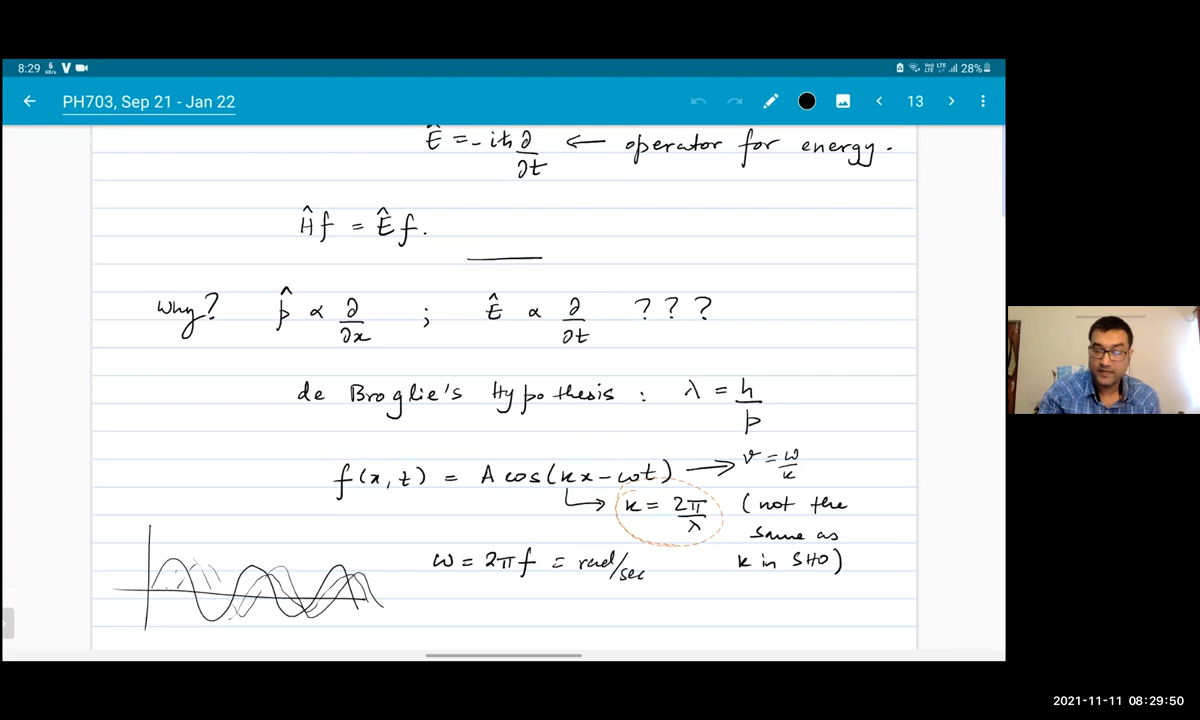 8:29 28%
PH703, Sep 21 - Jan 22 13
Ê = -iħ ∂/∂t ← operator for energy.
Ĥf = Êf.
Why? p̂ ∝ ∂/∂x ; Ê ∝ ∂/∂t ? ? ?
de Broglie's Hypothesis : λ = h/p
f(x,t) = A cos(kx-ωt) → v = ω/k
↳ k = 2π/λ (not the
same as
k in SHO)
ω = 2πf = rad/sec
2021-11-11 08:29:50